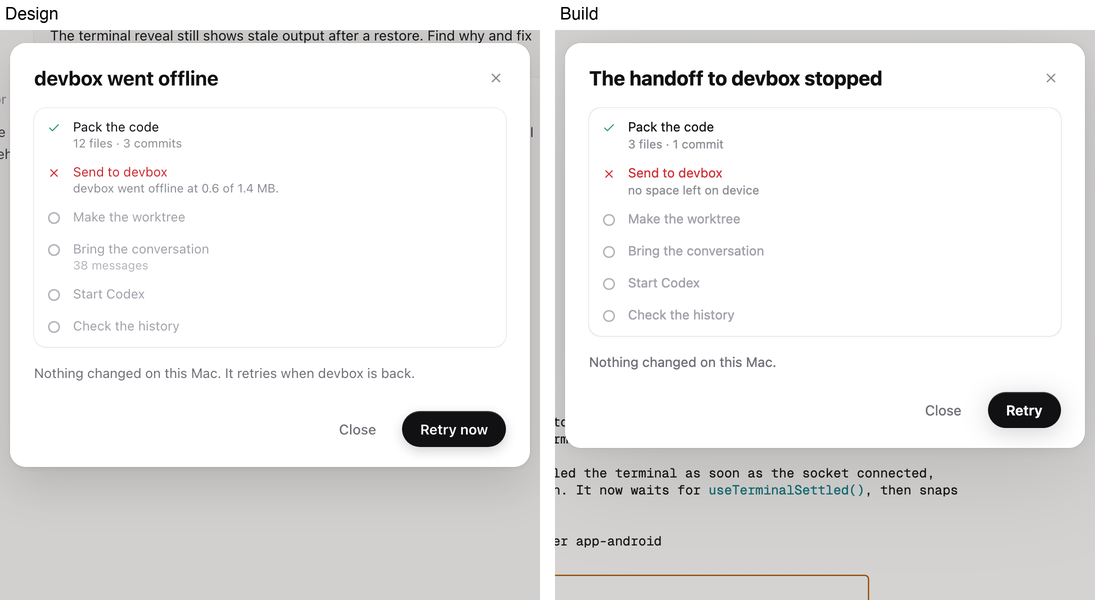 Design
The terminal reveal still shows stale output after a restore. Find why and fix
or
e
eh
l
devbox went offline
Pack the code
12 files · 3 commits
Send to devbox
devbox went offline at 0.6 of 1.4 MB.
Make the worktree
Bring the conversation
38 messages
Start Codex
Check the history
Nothing changed on this Mac. It retries when devbox is back.
Close
Retry now
Build
The handoff to devbox stopped
Pack the code
3 files · 1 commit
Send to devbox
no space left on device
Make the worktree
Bring the conversation
Start Codex
Check the history
Nothing changed on this Mac.
Close
Retry
led the terminal as soon as the socket connected,
n. It now waits for useTerminalSettled(), then snaps
er app-android